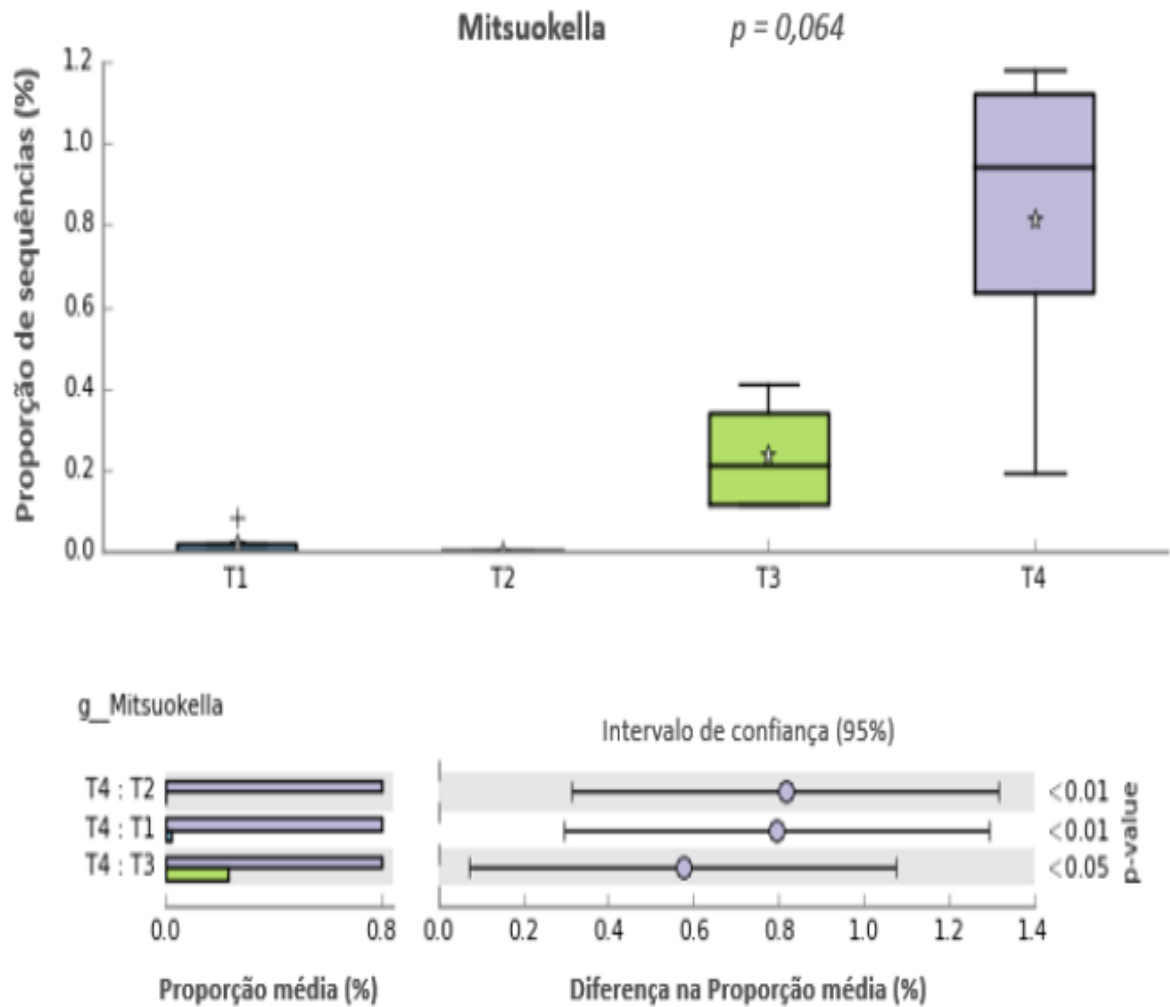 Mitsuokella p = 0,064
Proporção de sequências (%)
1.2
1.0
0.8
0.6
0.4
0.2
0.0
T1 T2 T3 T4
g_Mitsuokella
Intervalo de confiança (95%)
T4 : T2 <0.01
T4 : T1 <0.01
T4 : T3 <0.05
p-value
0.0 0.8 0.0 0.2 0.4 0.6 0.8 1.0 1.2 1.4
Proporção média (%) Diferença na Proporção média (%)